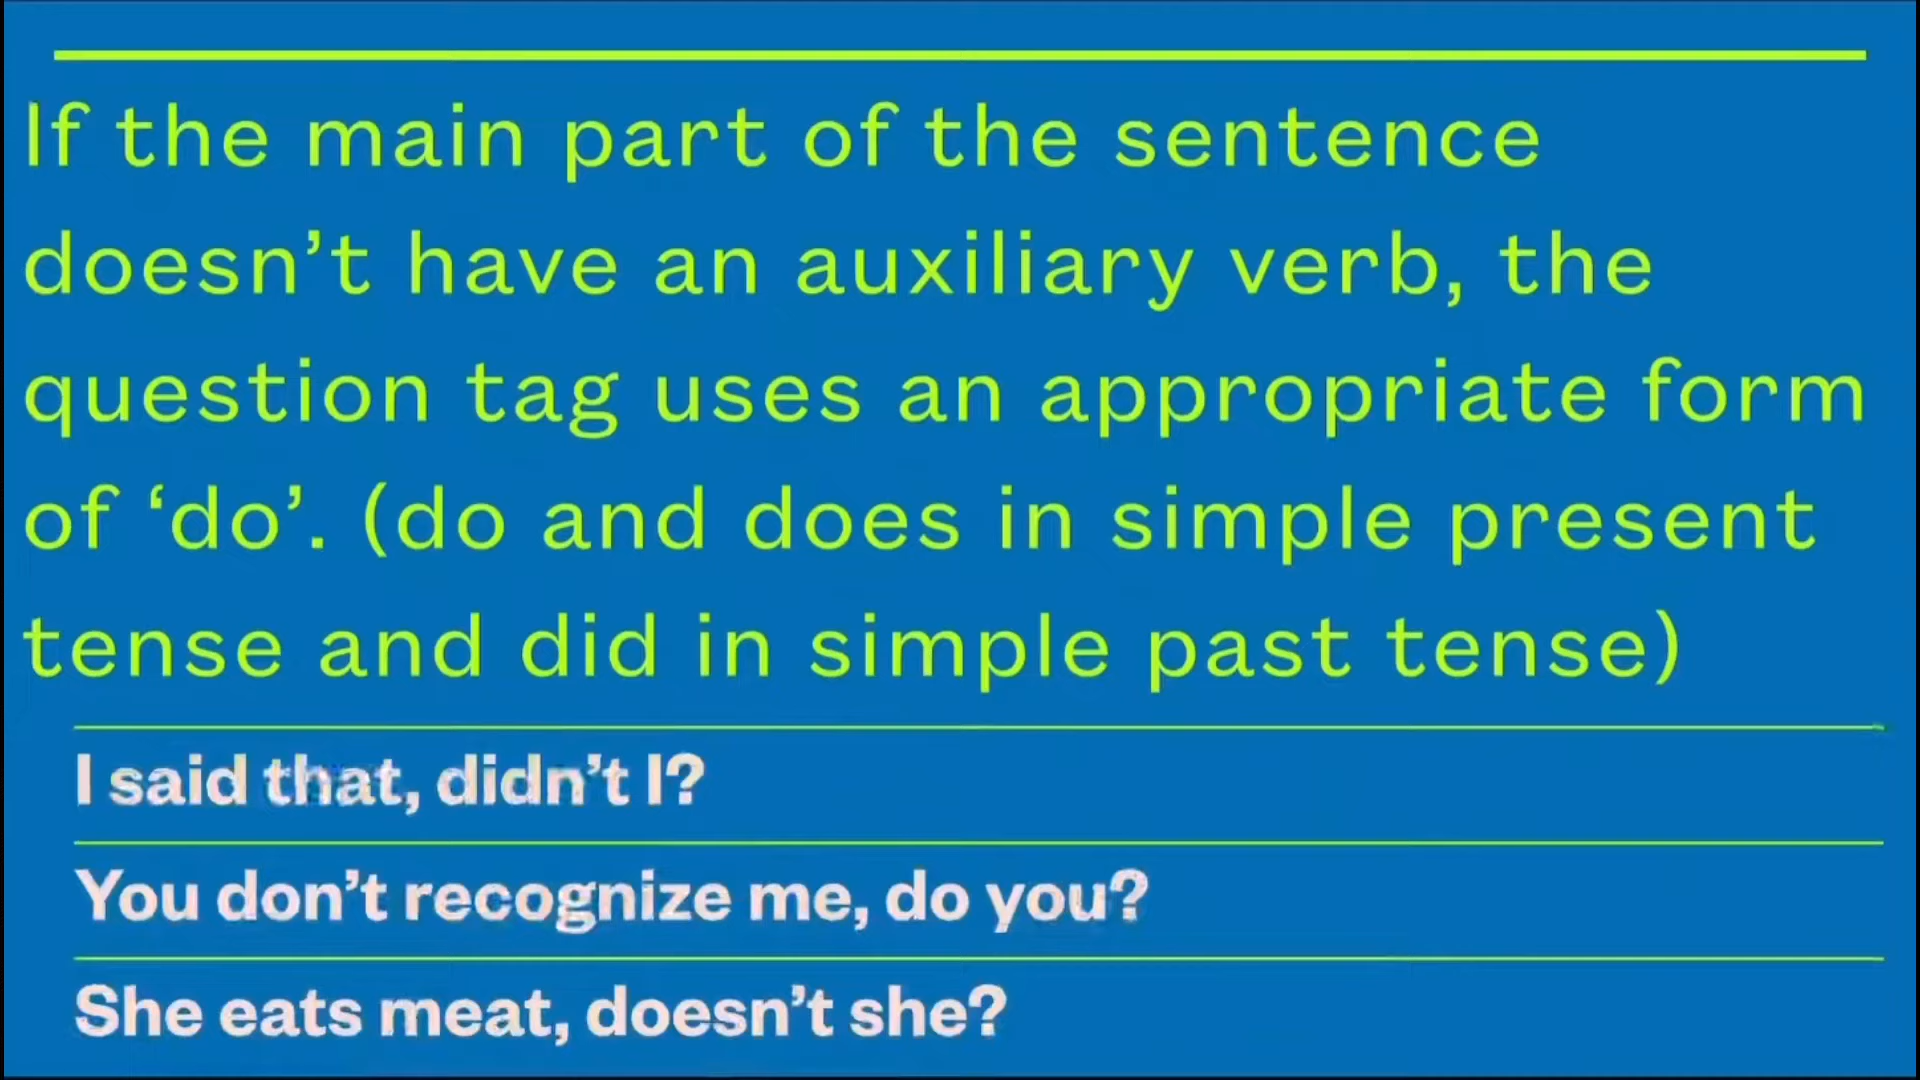 If the main part of the sentence
doesn’t have an auxiliary verb, the
question tag uses an appropriate form
of ‘do’. (do and does in simple present
tense and did in simple past tense)
I said that, didn’t I?
You don’t recognize me, do you?
She eats meat, doesn’t she?